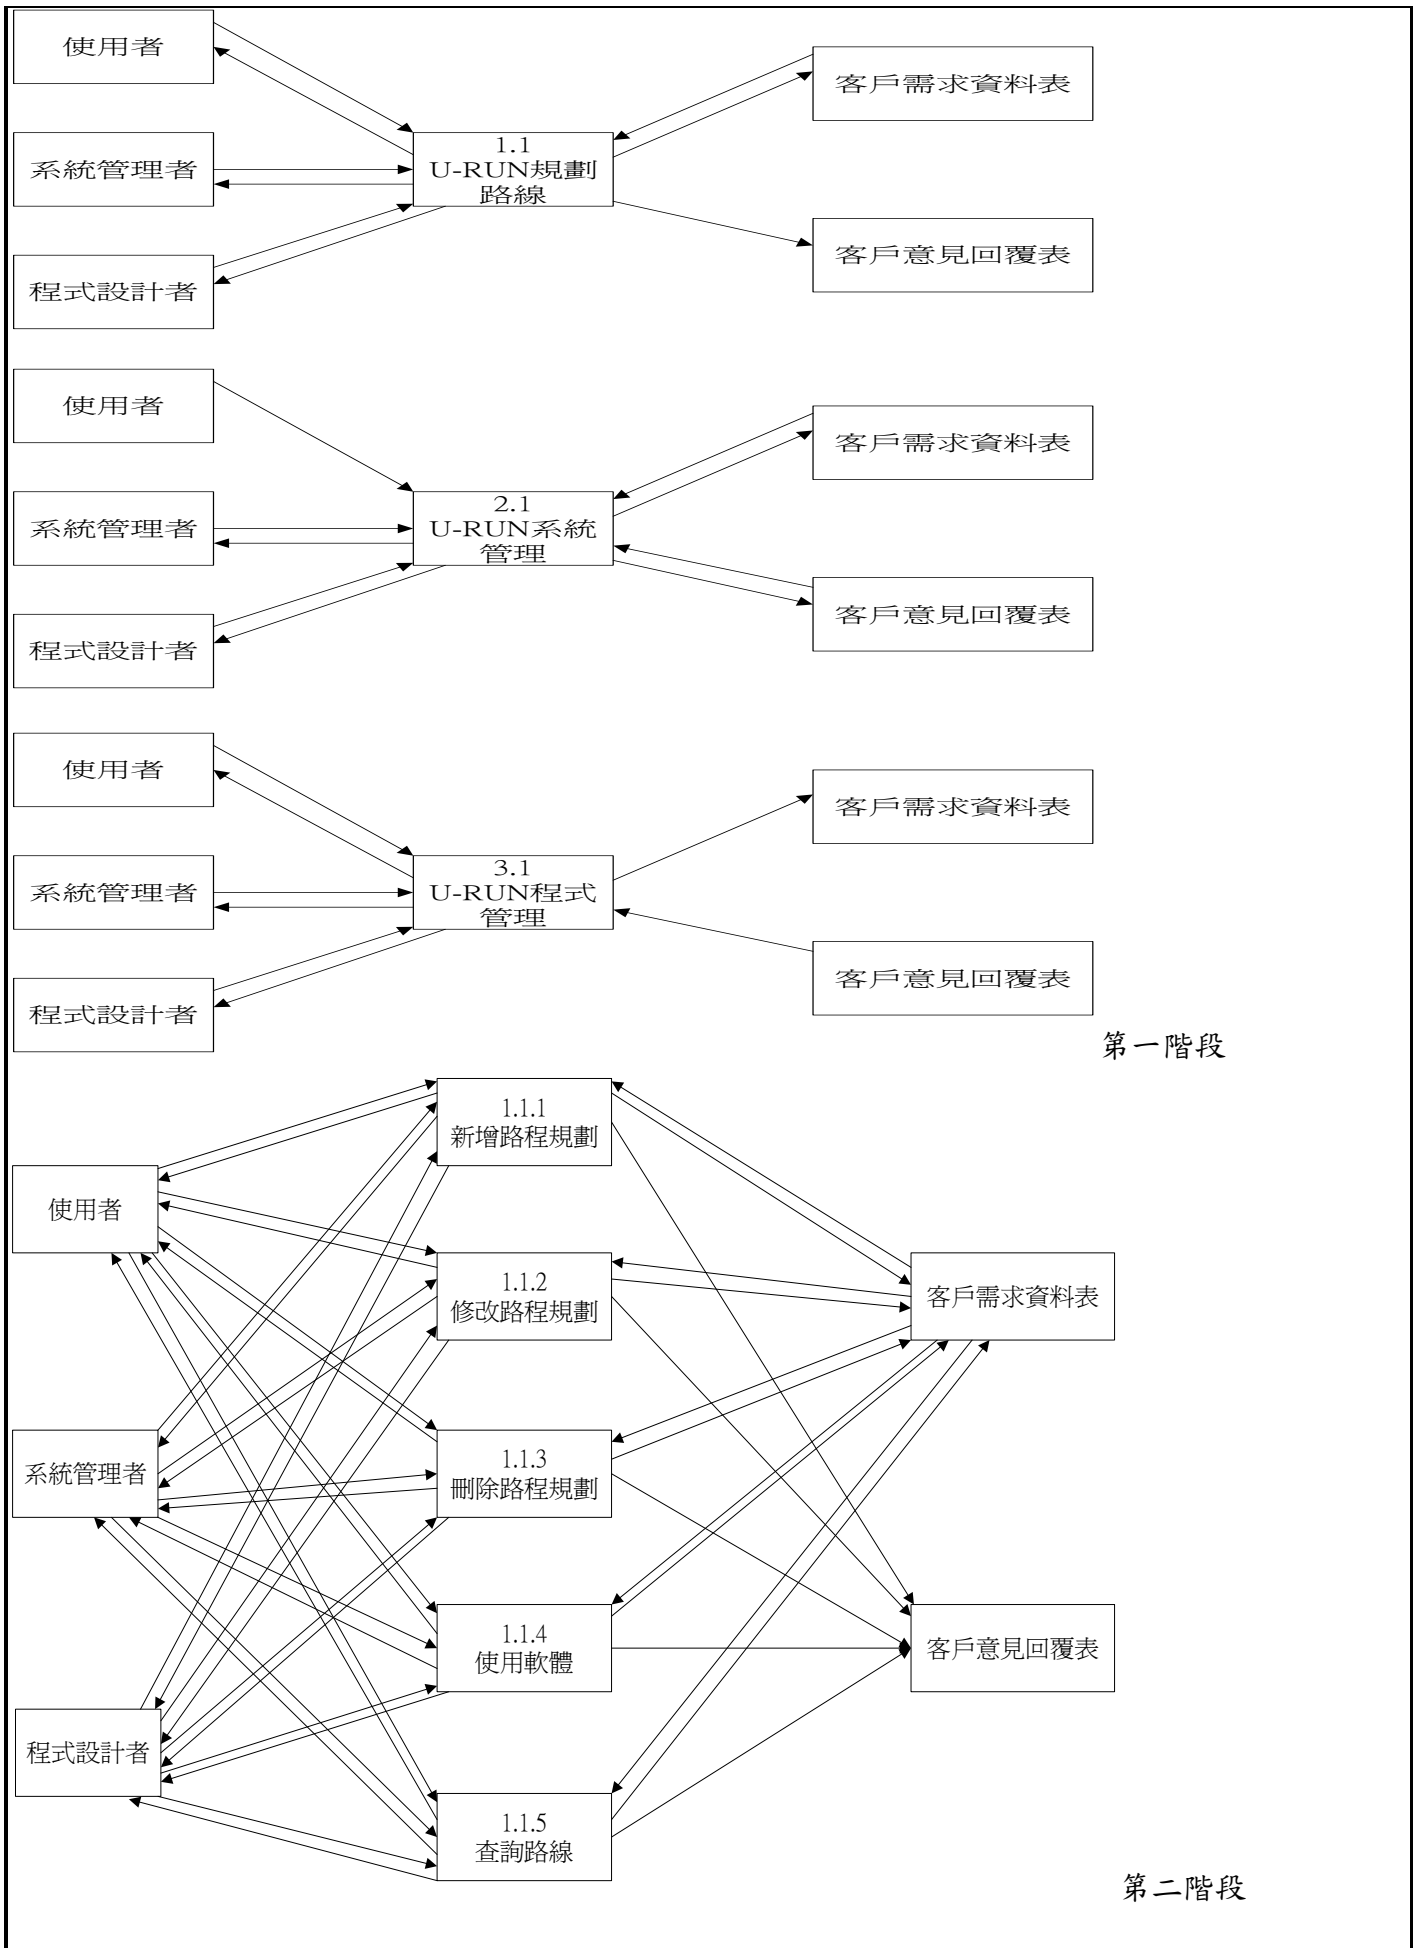 使用者
客戶需求資料表
1.1
U-RUN規劃
路線
系統管理者
客戶意見回覆表
程式設計者
使用者
客戶需求資料表
2.1
U-RUN系統
管理
系統管理者
客戶意見回覆表
程式設計者
使用者
客戶需求資料表
3.1
U-RUN程式
管理
系統管理者
客戶意見回覆表
程式設計者
第一階段
1.1.1
新增路程規劃
使用者
1.1.2
修改路程規劃
客戶需求資料表
系統管理者
1.1.3
刪除路程規劃
1.1.4
使用軟體
客戶意見回覆表
程式設計者
1.1.5
查詢路線
第二階段